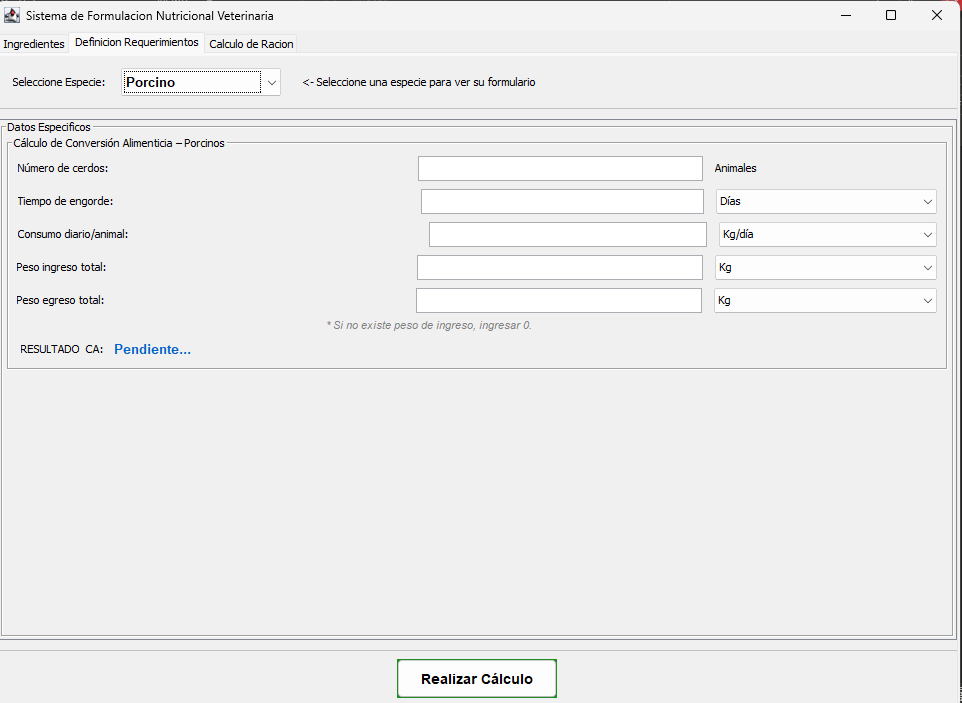 Sistema de Formulacion Nutricional Veterinaria
Ingredientes Definicion Requerimientos Calculo de Racion
Seleccione Especie: Porcino <- Seleccione una especie para ver su formulario
Datos Especificos
Cálculo de Conversión Alimenticia – Porcinos
Número de cerdos: Animales
Tiempo de engorde: Días
Consumo diario/animal: Kg/día
Peso ingreso total: Kg
Peso egreso total: Kg
* Si no existe peso de ingreso, ingresar 0.
RESULTADO CA: Pendiente...
Realizar Cálculo